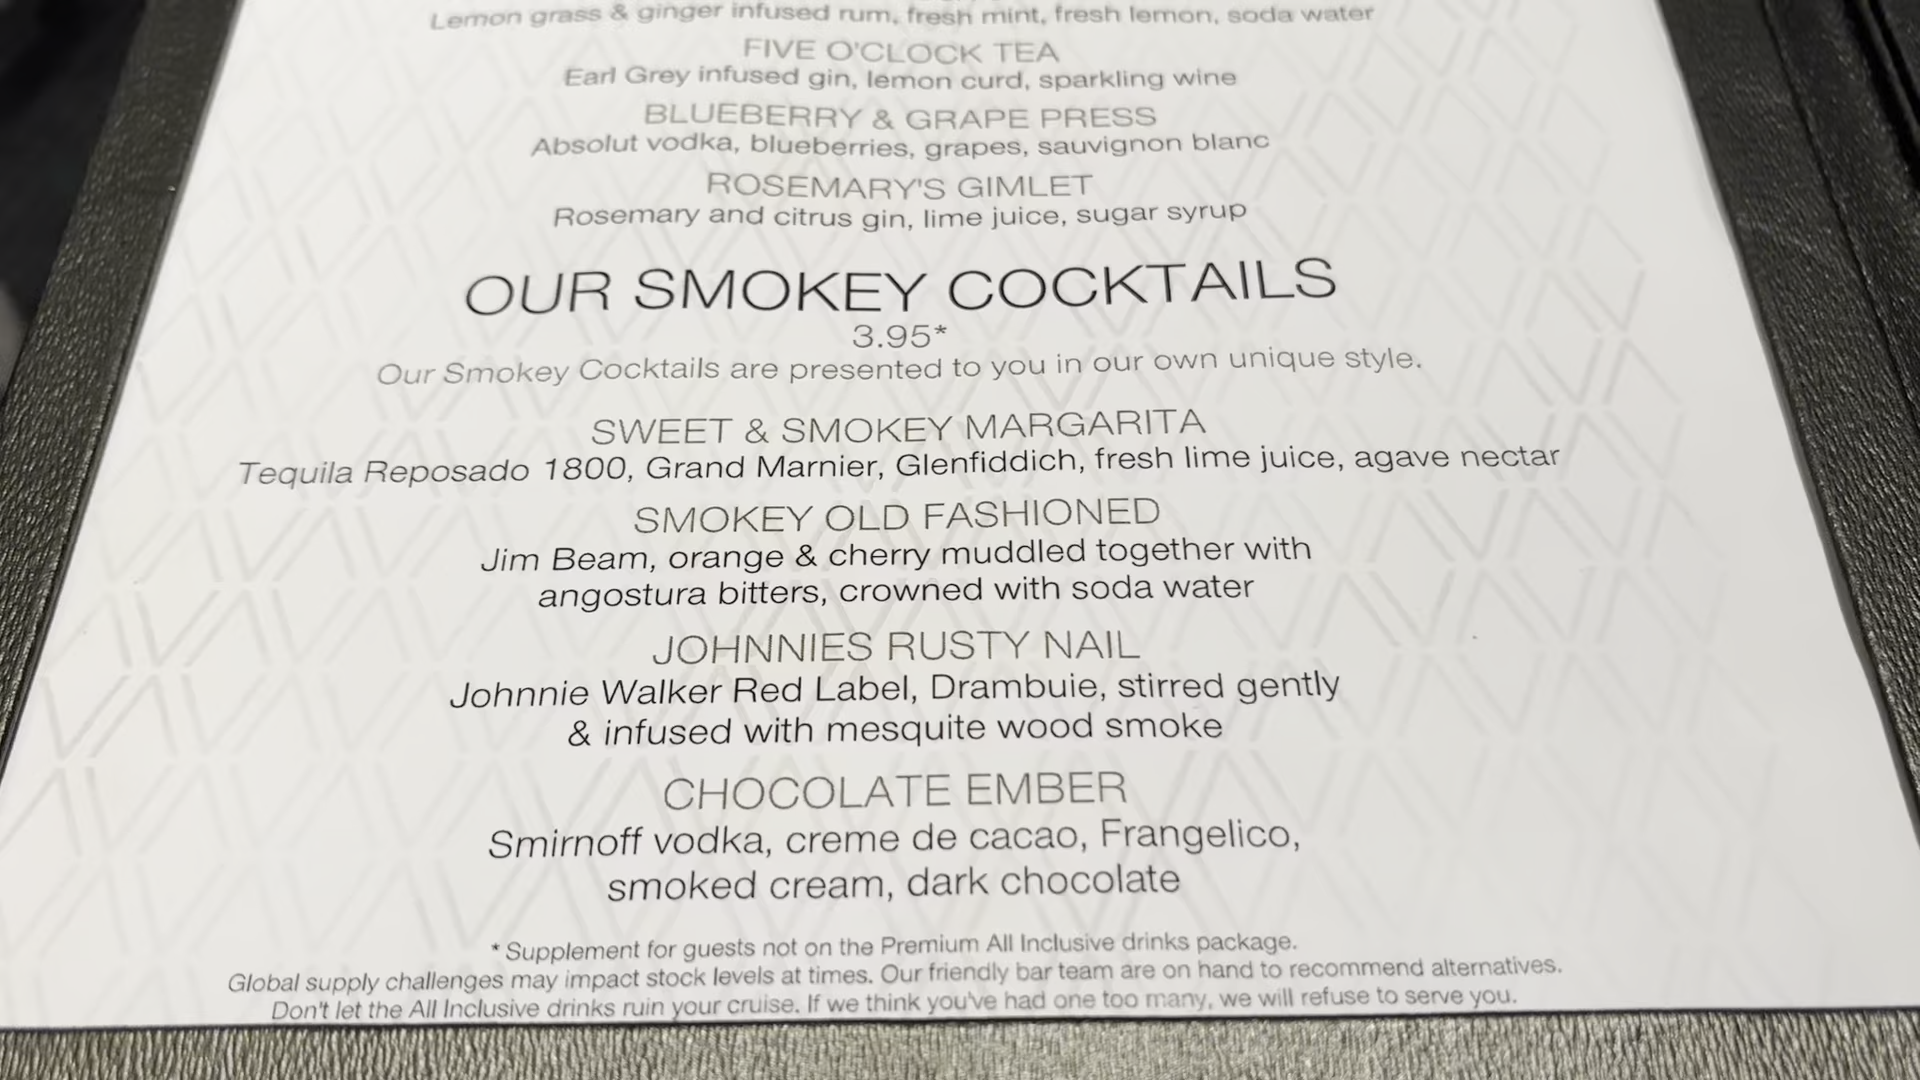 Lemon grass & ginger infused rum, fresh mint, fresh lemon, soda water
FIVE O'CLOCK TEA
Earl Grey infused gin, lemon curd, sparkling wine
BLUEBERRY & GRAPE PRESS
Absolut vodka, blueberries, grapes, sauvignon blanc
ROSEMARY'S GIMLET
Rosemary and citrus gin, lime juice, sugar syrup
OUR SMOKEY COCKTAILS
3.95*
Our Smokey Cocktails are presented to you in our own unique style.
SWEET & SMOKEY MARGARITA
Tequila Reposado 1800, Grand Marnier, Glenfiddich, fresh lime juice, agave nectar
SMOKEY OLD FASHIONED
Jim Beam, orange & cherry muddled together with
angostura bitters, crowned with soda water
JOHNNIES RUSTY NAIL
Johnnie Walker Red Label, Drambuie, stirred gently
& infused with mesquite wood smoke
CHOCOLATE EMBER
Smirnoff vodka, creme de cacao, Frangelico,
smoked cream, dark chocolate
* Supplement for guests not on the Premium All Inclusive drinks package.
Global supply challenges may impact stock levels at times. Our friendly bar team are on hand to recommend alternatives.
Don't let the All Inclusive drinks ruin your cruise. If we think you've had one too many, we will refuse to serve you.